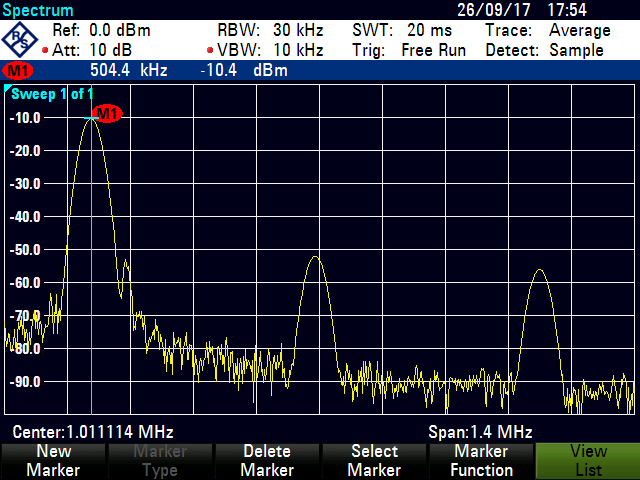 Spectrum 26/09/17 17:54
Ref: 0.0 dBm RBW: 30 kHz SWT: 20 ms Trace: Average
Att: 10 dB VBW: 10 kHz Trig: Free Run Detect: Sample
M1 504.4 kHz -10.4 dBm
Sweep 1 of 1
M1
-10.0
-20.0
-30.0
-40.0
-50.0
-60.0
-70.0
-80.0
-90.0
Center:1.011114 MHz Span:1.4 MHz
New Marker Delete Select Marker View
Marker Type Marker Marker Function List